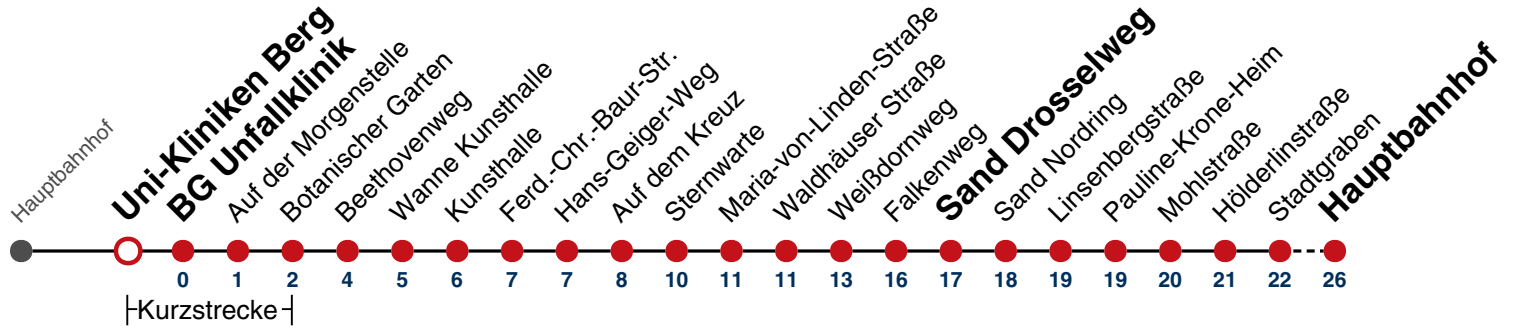 Hauptbahnhof
Uni-Kliniken Berg
BG Unfallklinik
Auf der Morgenstelle
Botanischer Garten
Beethovenweg
Wanne Kunsthalle
Kunsthalle
Ferd.-Chr.-Baur-Str.
Hans-Geiger-Weg
Auf dem Kreuz
Sternwarte
Maria-von-Linden-Straße
Waldhäuser Straße
Weißdornweg
Falkenweg
Sand Drosselweg
Sand Nordring
Linsenbergstraße
Pauline-Krone-Heim
Mohlstraße
Hölderlinstraße
Stadtgraben
Hauptbahnhof
0 1 2 4 5 6 7 7 8 10 11 11 13 16 17 18 19 19 20 21 22 26
Kurzstrecke